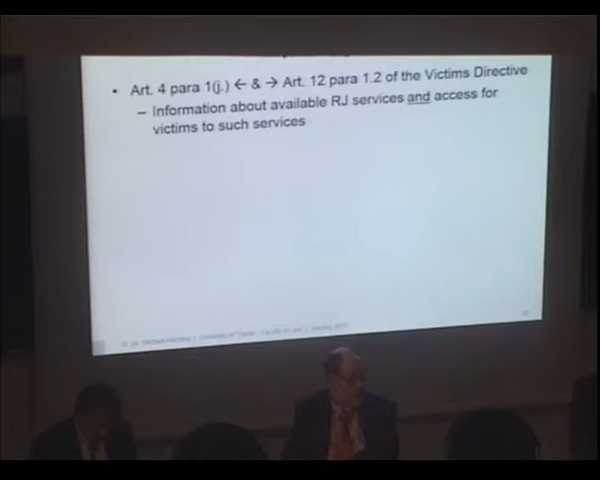 • Art. 4 para 1(j.) ← & → Art. 12 para 1.2 of the Victims Directive
– Information about available RJ services and access for
victims to such services